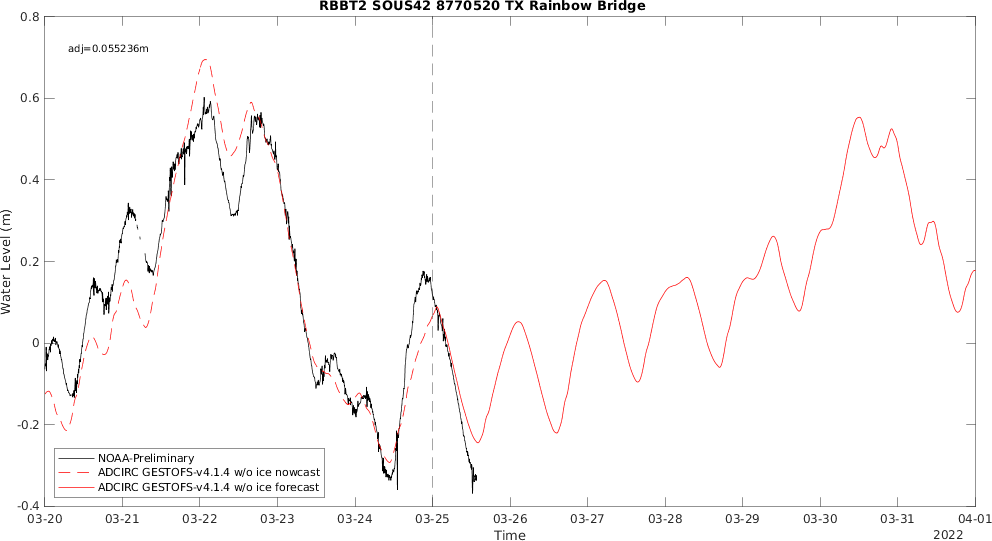 RBBT2 SOUS42 8770520 TX Rainbow Bridge
adj=0.055236m
0.8
0.6
0.4
0.2
0
-0.2
-0.4
Water Level (m)
NOAA-Preliminary
ADCIRC GESTOFS-v4.1.4 w/o ice nowcast
ADCIRC GESTOFS-v4.1.4 w/o ice forecast
03-20 03-21 03-22 03-23 03-24 03-25 03-26 03-27 03-28 03-29 03-30 03-31 04-01
Time
2022